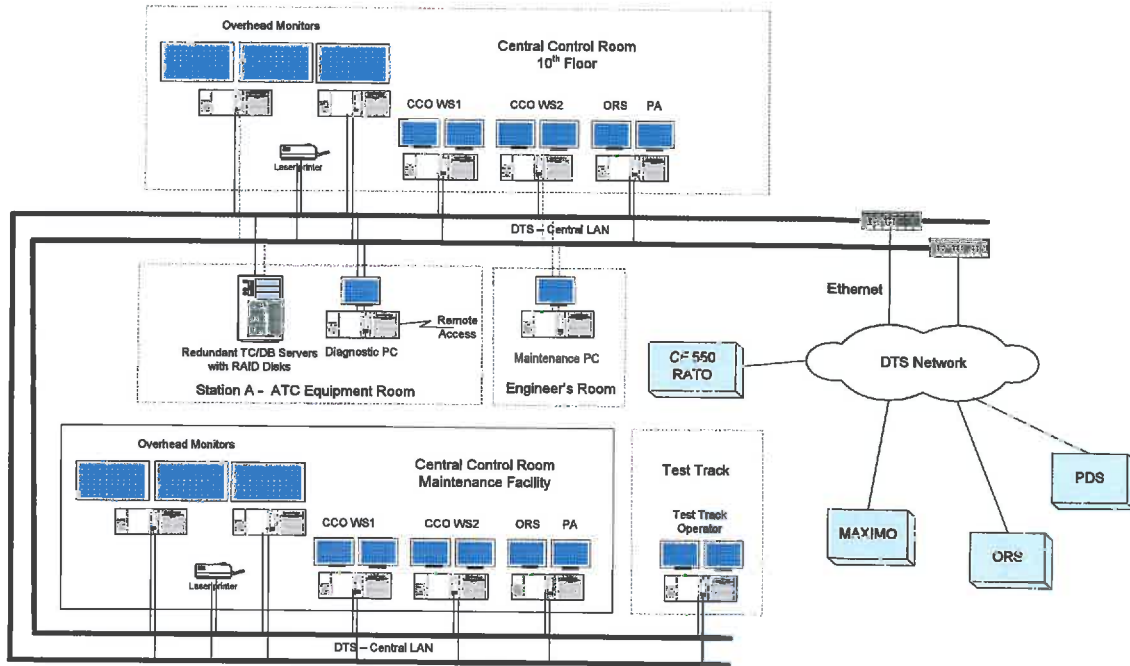 Overhead Monitors
Central Control Room
10th Floor
CCO WS1
CCO WS2
ORS
PA
Laserprinter
DTS – Central LAN
Ethernet
Redundant TC/DB Servers
with RAID Disks
Diagnostic PC
Remote
Access
Station A - ATC Equipment Room
Maintenance PC
Engineer's Room
CF 550
RATO
DTS Network
PDS
MAXIMO
ORS
Overhead Monitors
Central Control Room
Maintenance Facility
CCO WS1
CCO WS2
ORS
PA
Laserprinter
Test Track
Test Track
Operator
DTS – Central LAN